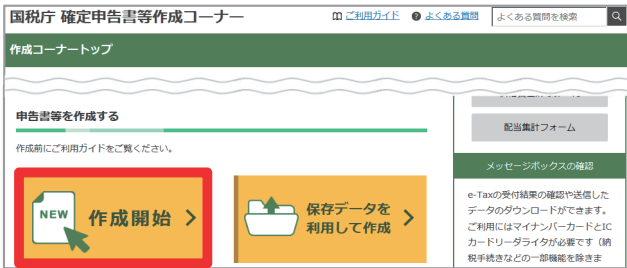 国税庁 確定申告書等作成コーナー
ご利用ガイド ? よくある質問 よくある質問を検索
作成コーナートップ
申告書等を作成する
作成前にご利用ガイドをご覧ください。
NEW 作成開始
保存データを
利用して作成
配当集計フォーム
メッセージボックスの確認
e-Taxの受付結果の確認や送信した
データのダウンロードができます。
ご利用にはマイナンバーカードとIC
カードリーダライタが必要です（納
税手続きなどの一部機能を除きま